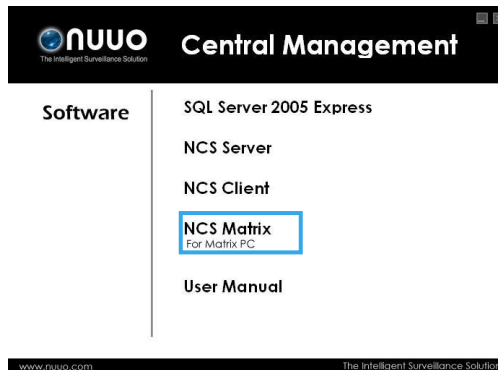 nuuo
The Intelligent Surveillance Solution
Central Management
Software
SQL Server 2005 Express
NCS Server
NCS Client
NCS Matrix
For Matrix PC
User Manual
www.nuuo.com
The Intelligent Surveillance Solution